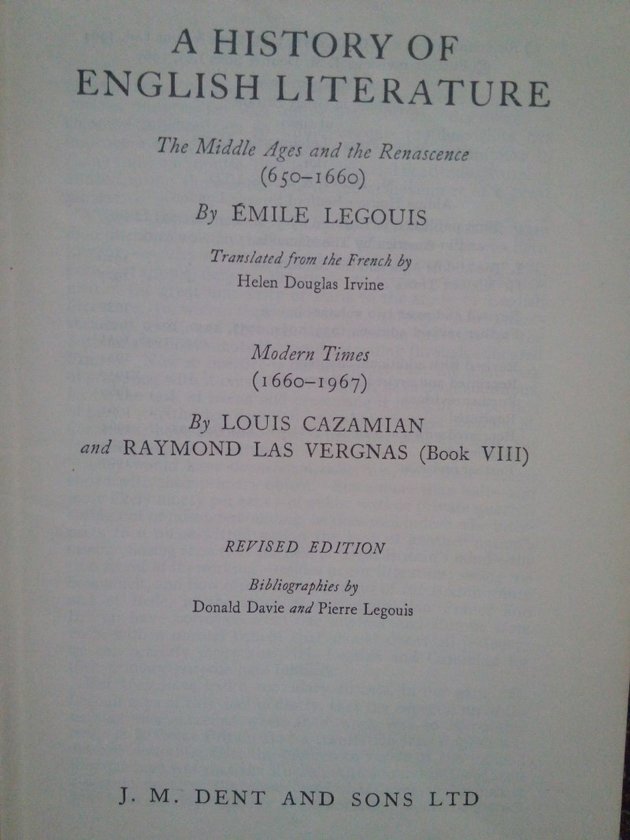 A HISTORY OF
ENGLISH LITERATURE
The Middle Ages and the Renascence
(650–1660)
By ÉMILE LEGOUIS
Translated from the French by
Helen Douglas Irvine
Modern Times
(1660–1967)
By LOUIS CAZAMIAN
and RAYMOND LAS VERGNAS (Book VIII)
REVISED EDITION
Bibliographies by
Donald Davie and Pierre Legouis
J. M. DENT AND SONS LTD